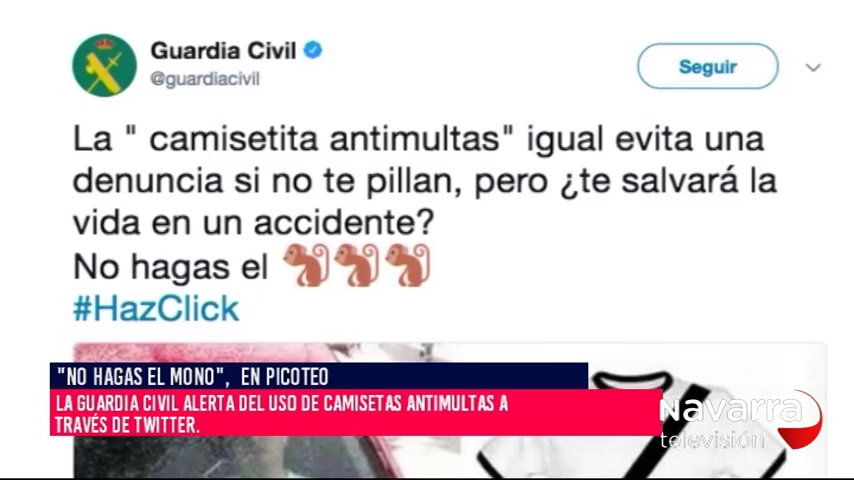 Guardia Civil
@guardiacivil
Seguir
La " camisetita antimultas" igual evita una
denuncia si no te pillan, pero ¿te salvará la
vida en un accidente?
No hagas el 🐒🐒🐒
#HazClick
"NO HAGAS EL MONO", EN PICOTEO
LA GUARDIA CIVIL ALERTA DEL USO DE CAMISETAS ANTIMULTAS A
TRAVÉS DE TWITTER.
Navarra
televisión